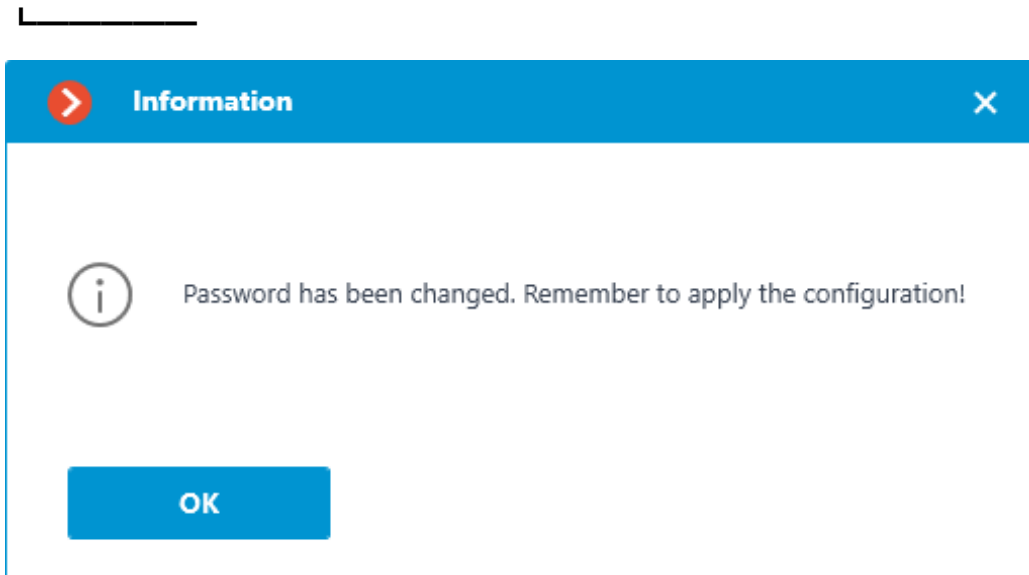 Information
Password has been changed. Remember to apply the configuration!
OK